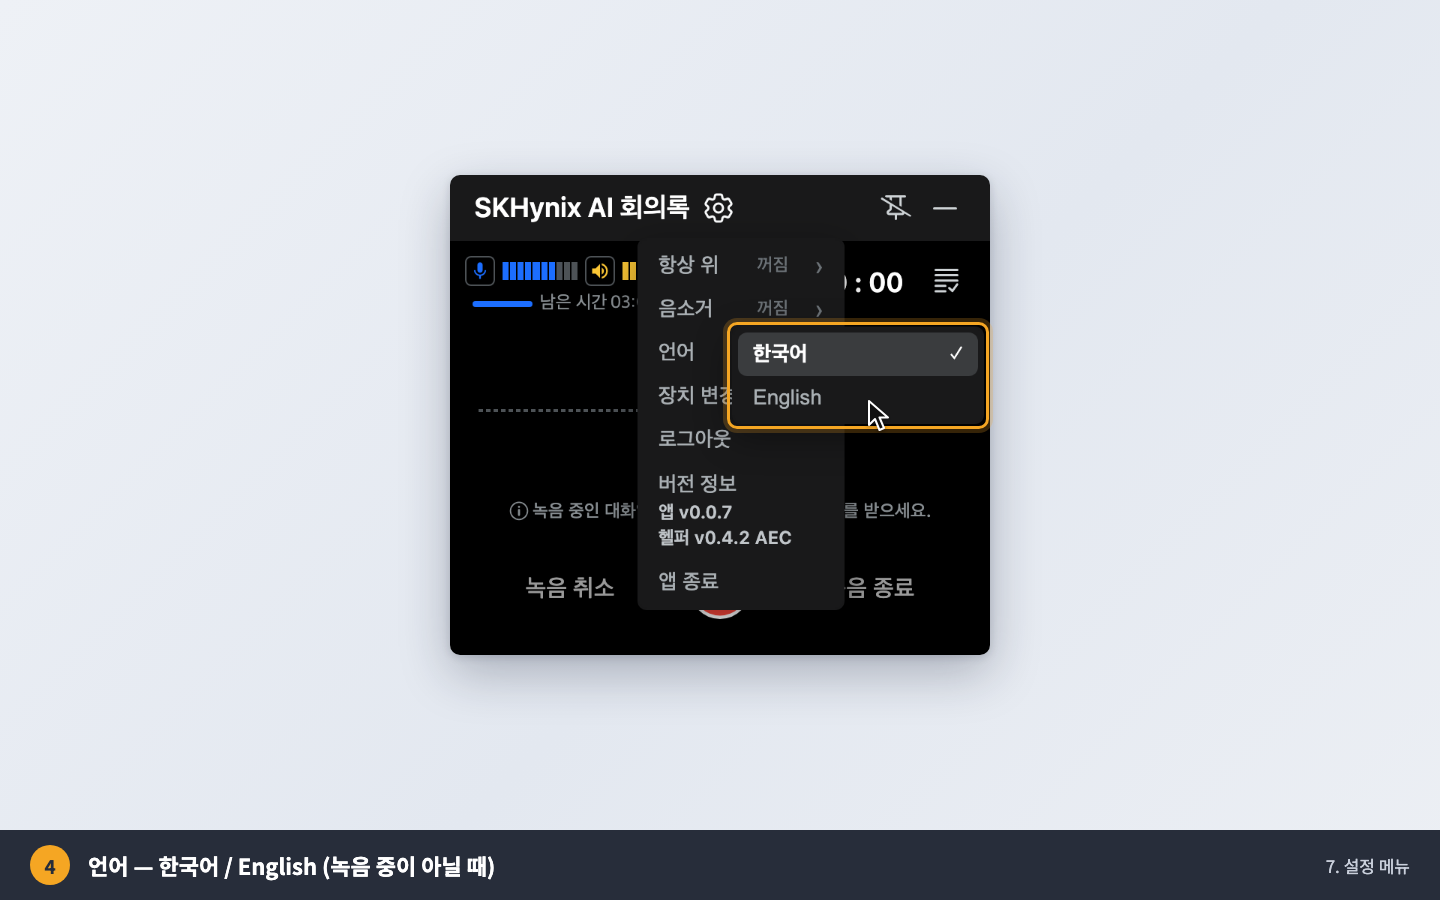 SKHynix AI 회의록
항상 위 꺼짐
: 00
음소거 꺼짐
남은 시간 03:
언어
한국어
장치 변경
English
로그아웃
버전 정보
앱 v0.0.7
녹음 중인 대화
를 받으세요.
헬퍼 v0.4.2 AEC
앱 종료
녹음 취소
음 종료
4 언어 — 한국어 / English (녹음 중이 아닐 때)
7. 설정 메뉴